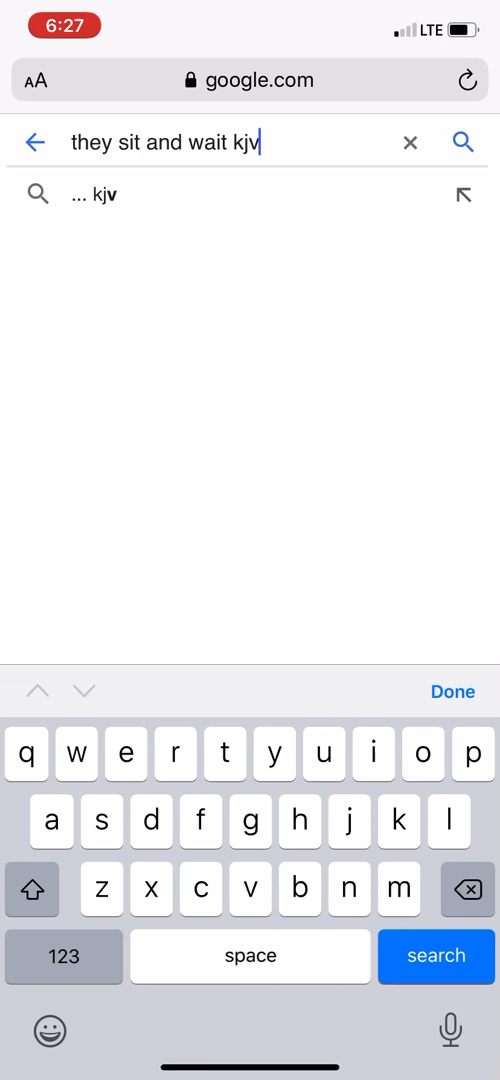 6:27
LTE
AA google.com
they sit and wait kjv
... kjv
Done
q w e r t y u i o p
a s d f g h j k l
z x c v b n m
123 space search